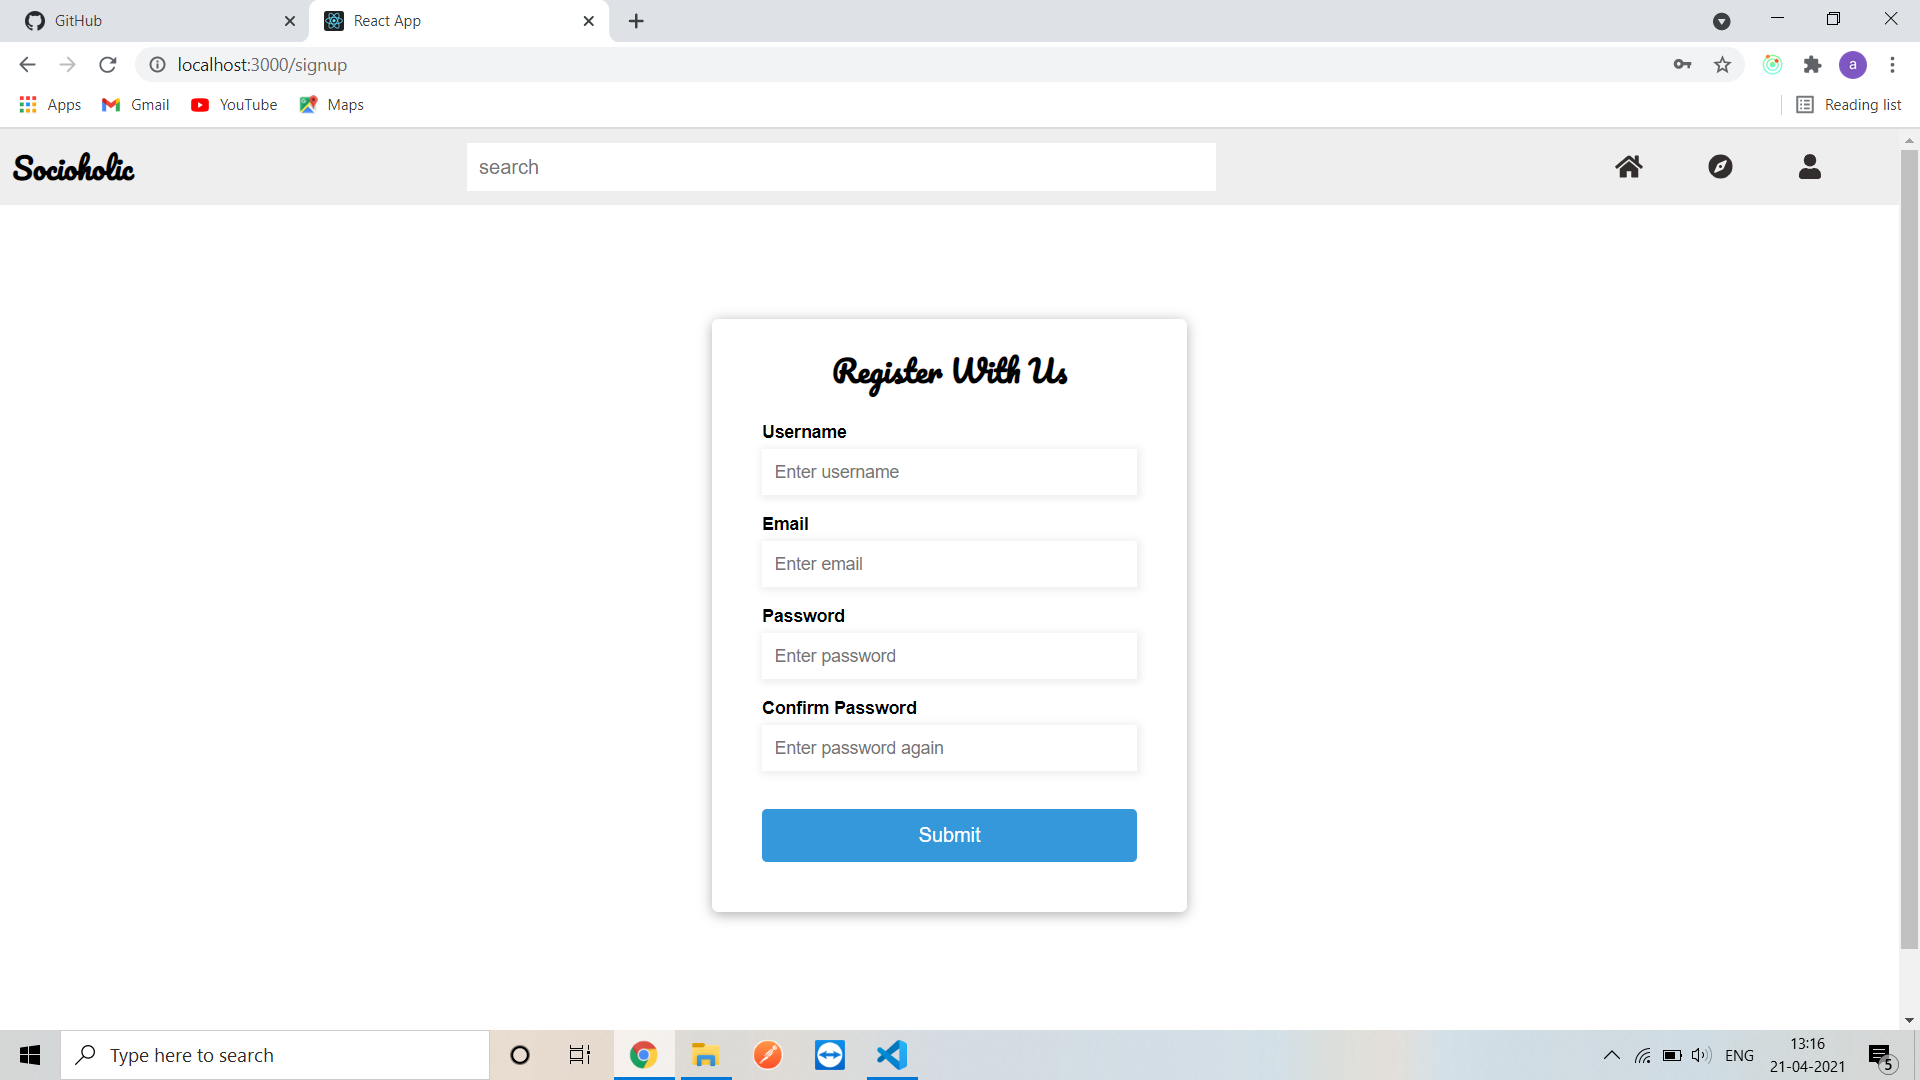 GitHub
React App
localhost:3000/signup
a
Apps
Gmail
YouTube
Maps
Reading list
Socioholic
search
Register With Us
Username
Enter username
Email
Enter email
Password
Enter password
Confirm Password
Enter password again
Submit
Type here to search
ENG
13:16
21-04-2021
5